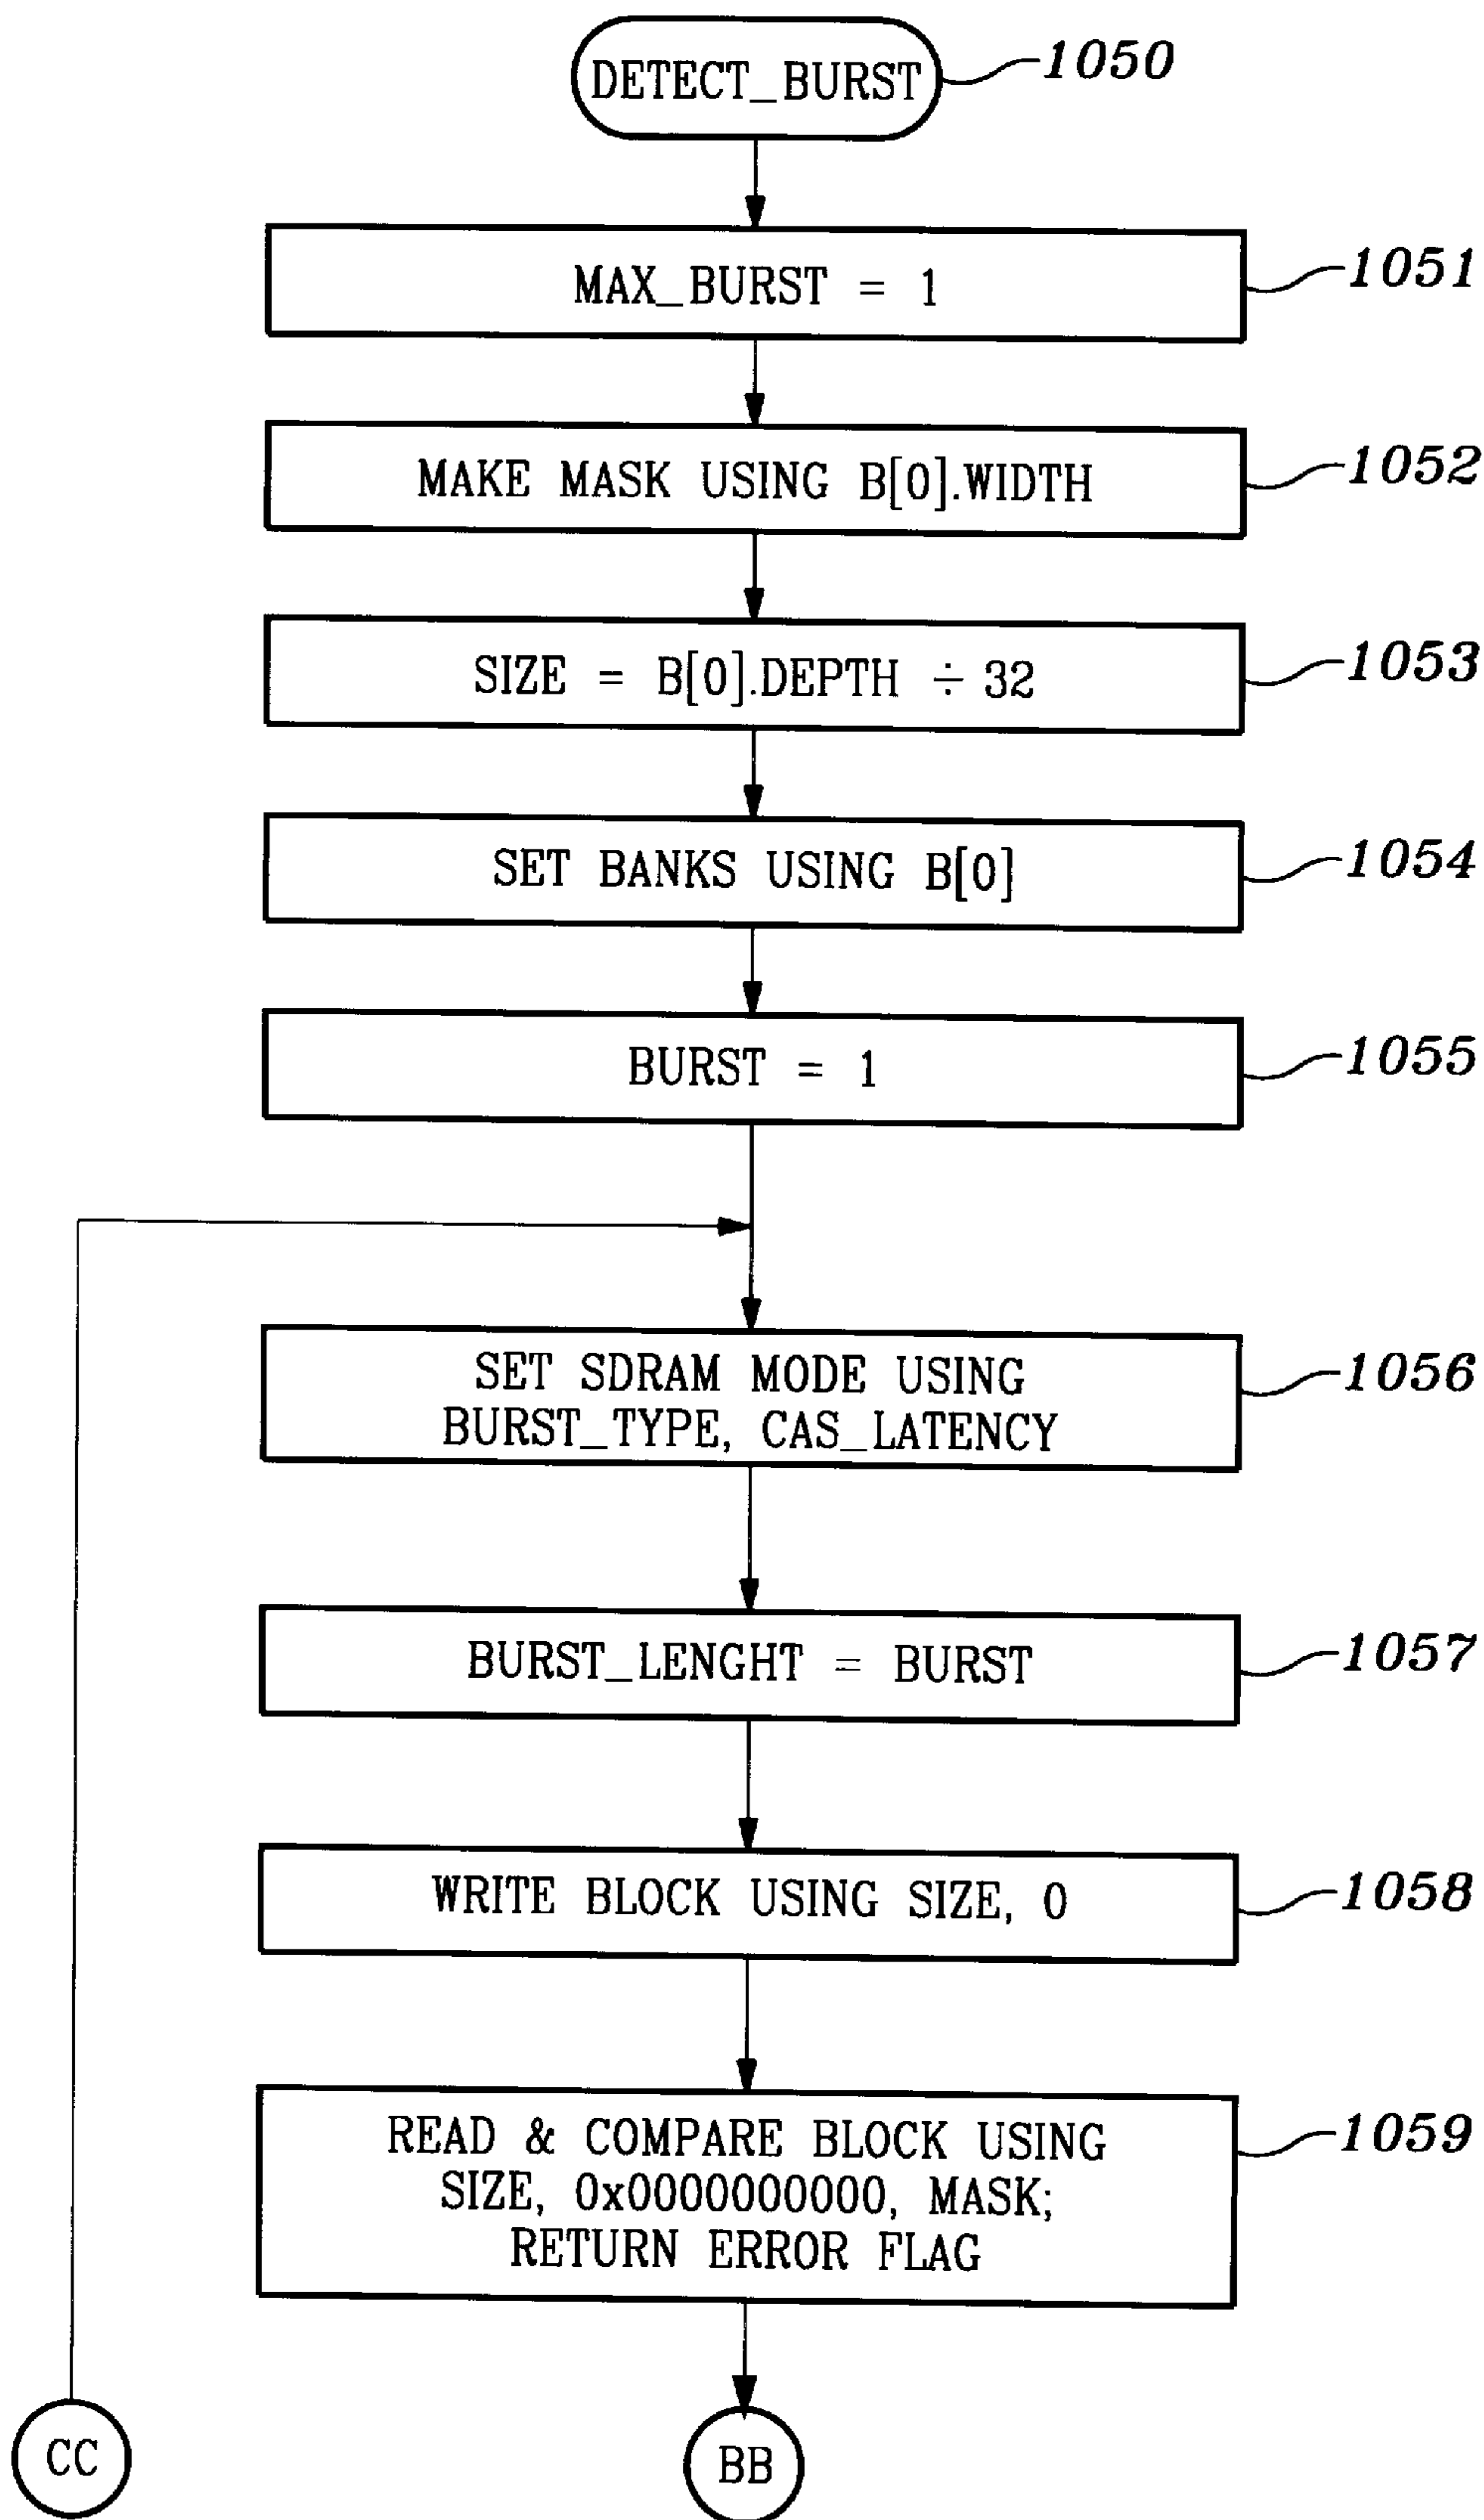 DETECT_BURST
1050
MAX_BURST = 1
1051
MAKE MASK USING B[0].WIDTH
1052
SIZE = B[0].DEPTH ÷ 32
1053
SET BANKS USING B[0]
1054
BURST = 1
1055
SET SDRAM MODE USING
BURST_TYPE, CAS_LATENCY
1056
BURST_LENGHT = BURST
1057
WRITE BLOCK USING SIZE, 0
1058
READ & COMPARE BLOCK USING
SIZE, 0x0000000000, MASK;
RETURN ERROR FLAG
1059
CC
BB